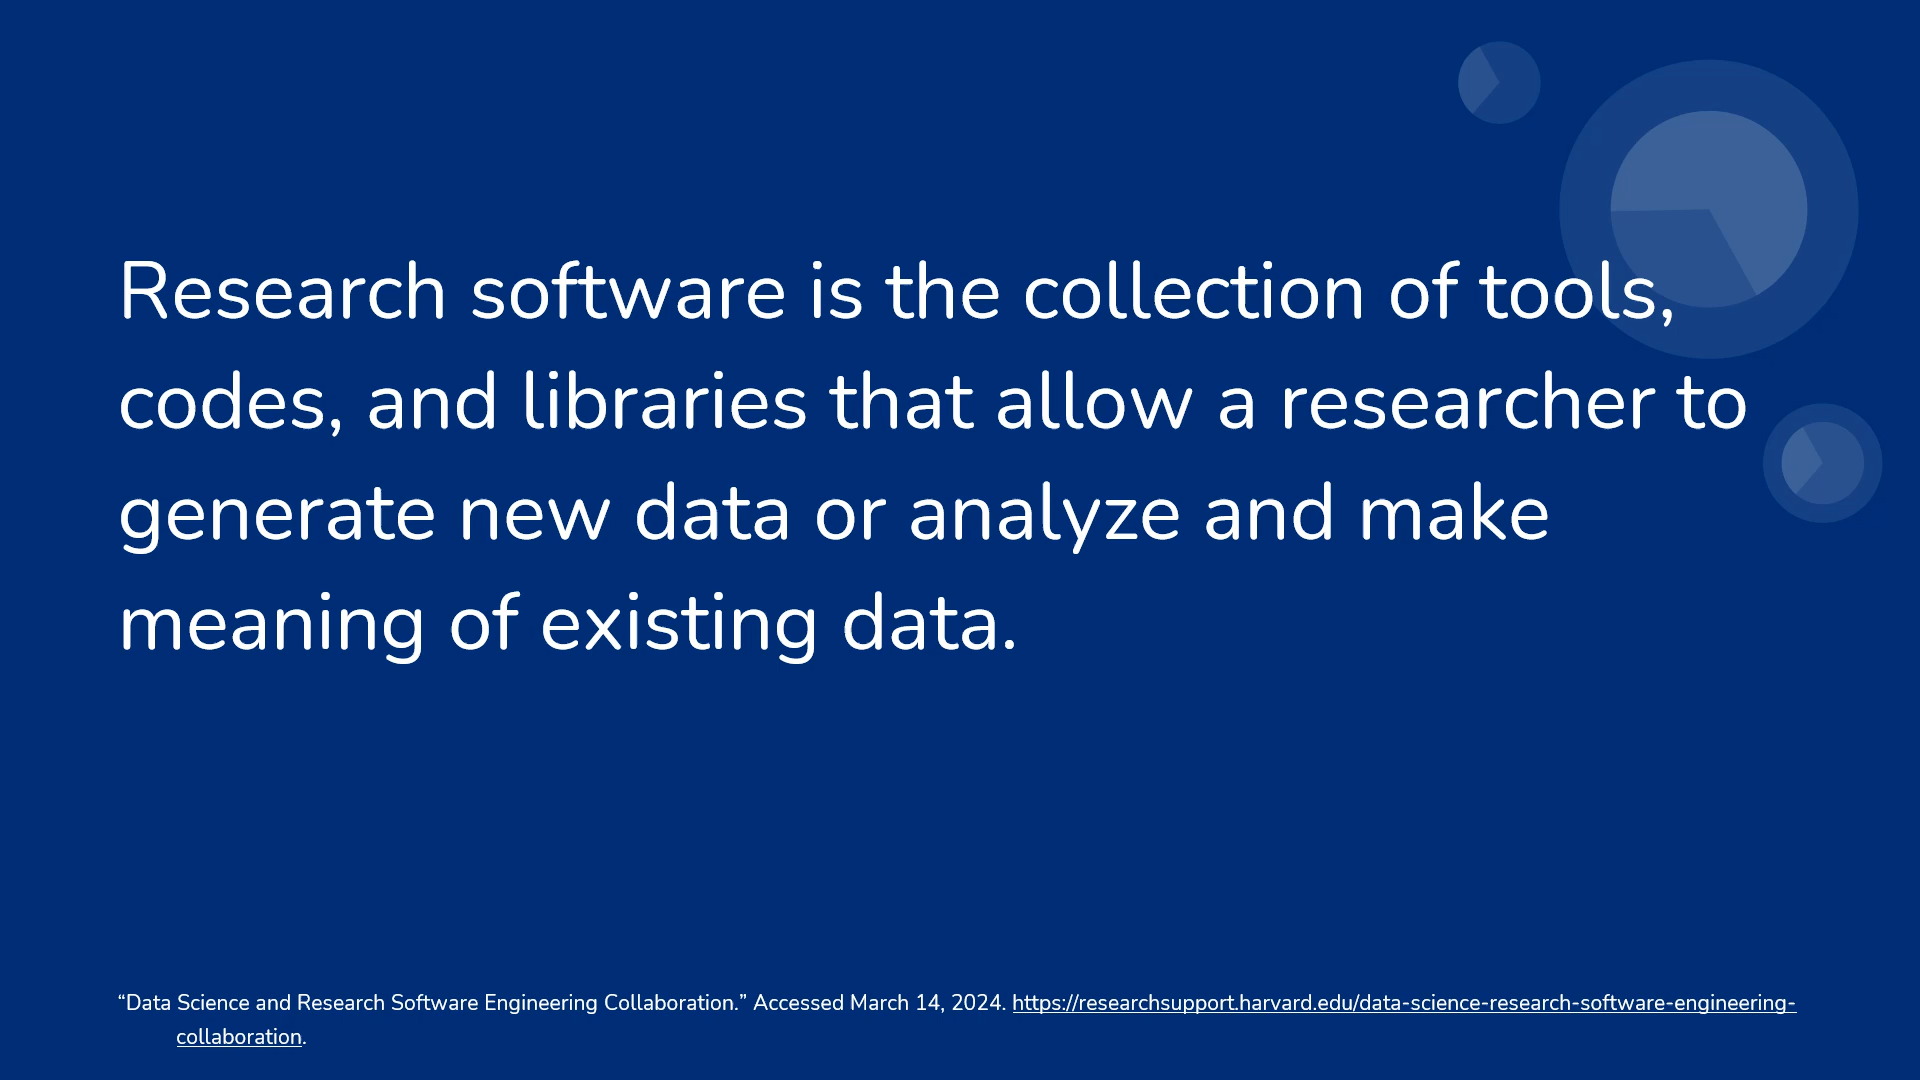 Research software is the collection of tools,
codes, and libraries that allow a researcher to
generate new data or analyze and make
meaning of existing data.
“Data Science and Research Software Engineering Collaboration.” Accessed March 14, 2024. https://researchsupport.harvard.edu/data-science-research-software-engineering-
collaboration.